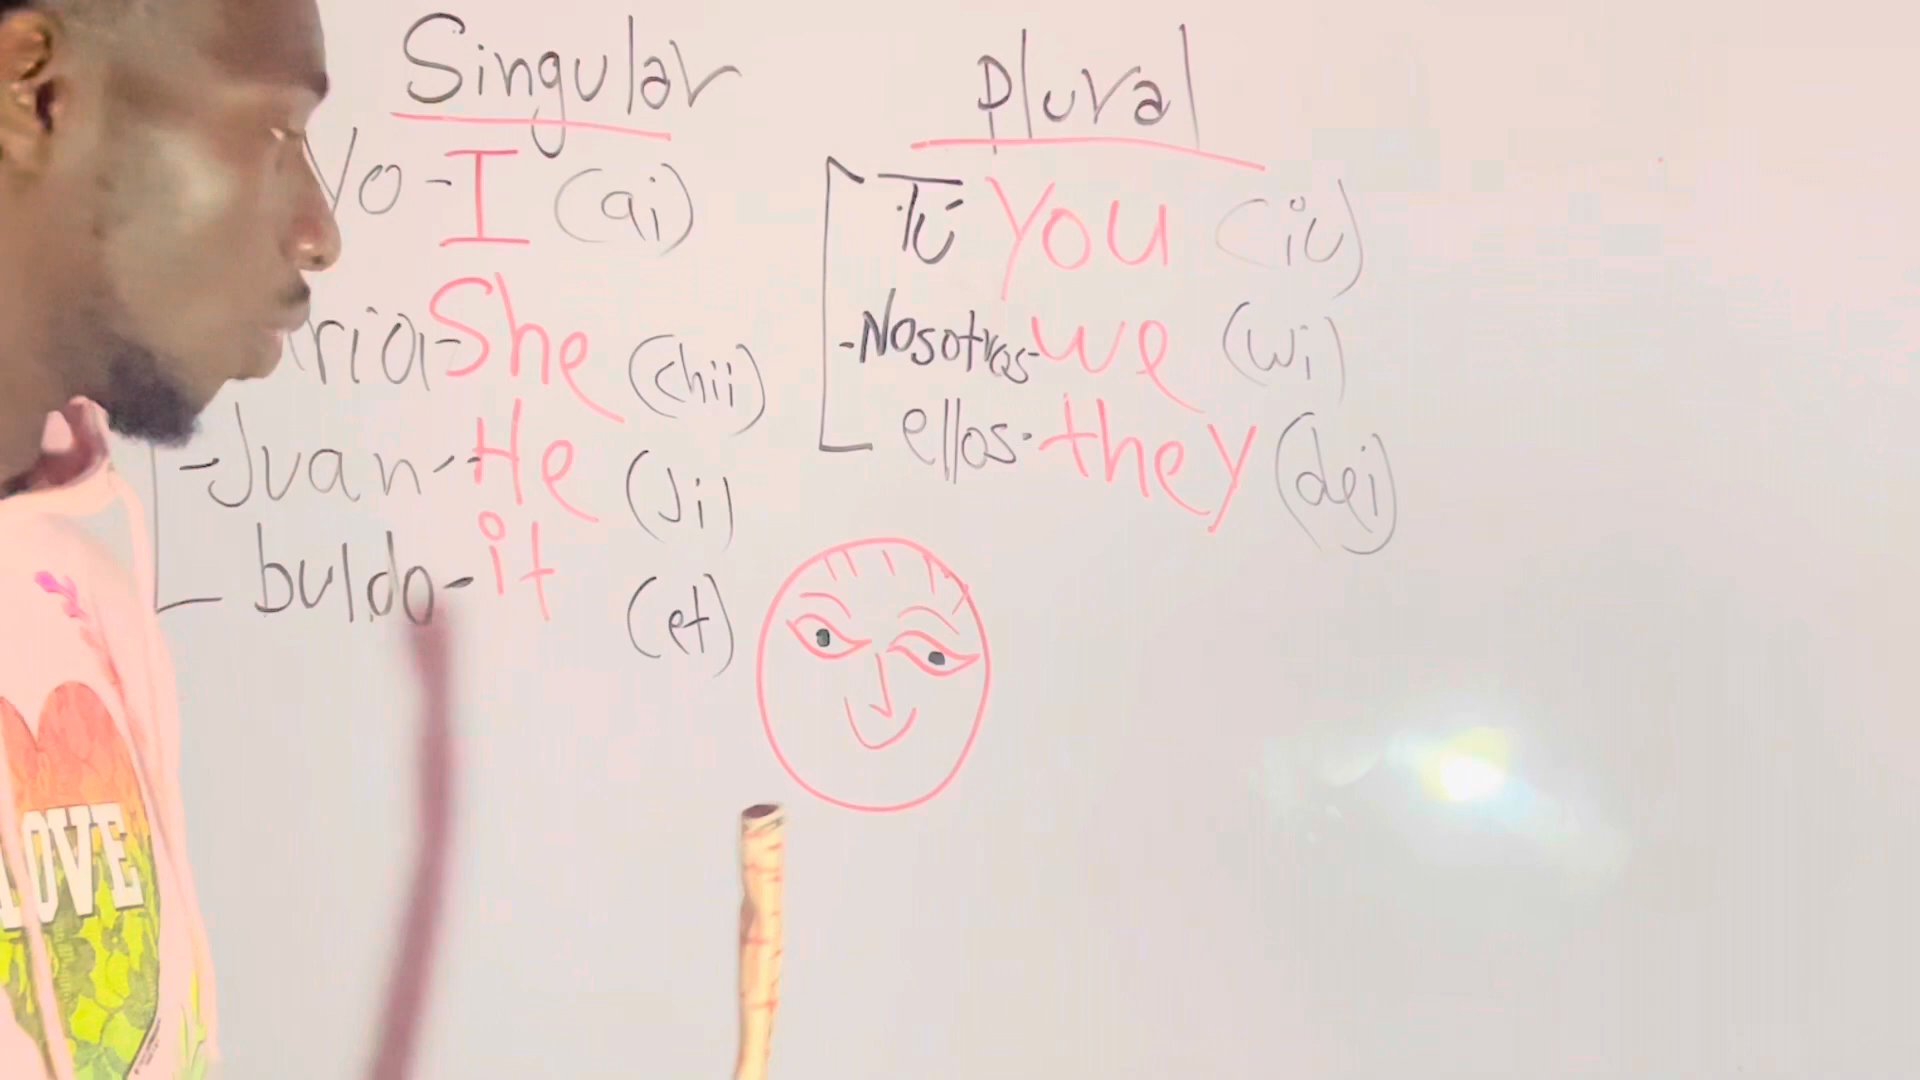 Singular
Yo - I (ai)
ria - She (chii)
- Juan - He (Ji)
buldo - it (et)
Plural
Tú You (iu)
- Nosotros - we (wi)
ellos - they (dei)
LOVE